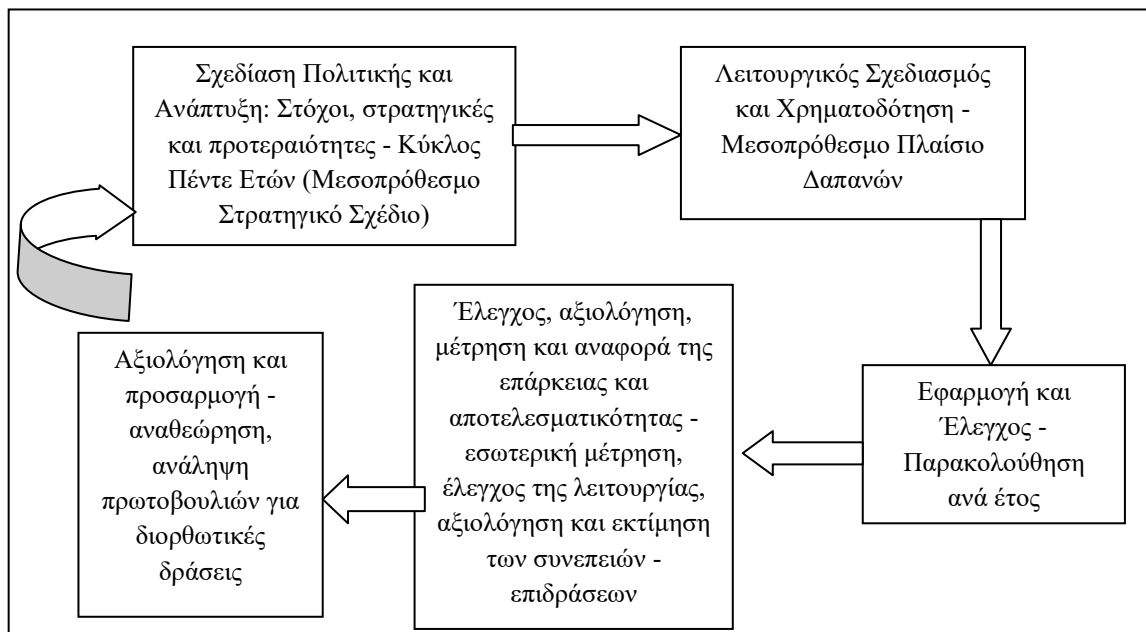 Σχεδίαση Πολιτικής και
Ανάπτυξη: Στόχοι, στρατηγικές
και προτεραιότητες - Κύκλος
Πέντε Ετών (Μεσοπρόθεσμο
Στρατηγικό Σχέδιο)
Λειτουργικός Σχεδιασμός
και Χρηματοδότηση -
Μεσοπρόθεσμο Πλαίσιο
Δαπανών
Εφαρμογή και
Έλεγχος -
Παρακολούθηση
ανά έτος
Έλεγχος, αξιολόγηση,
μέτρηση και αναφορά της
επάρκειας και
αποτελεσματικότητας -
εσωτερική μέτρηση,
έλεγχος της λειτουργίας,
αξιολόγηση και εκτίμηση
των συνεπειών -
επιδράσεων
Αξιολόγηση και
προσαρμογή -
αναθεώρηση,
ανάληψη
πρωτοβουλιών για
διορθωτικές
δράσεις